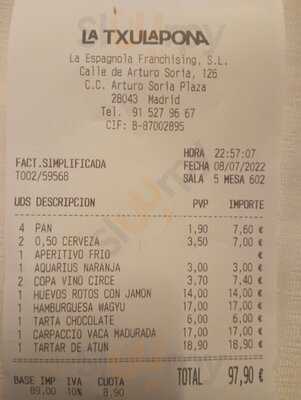 LA TXULAPONA
La Espagnola Franchising, S.L.
Calle de Arturo Soria, 126
C.C. Arturo Soria Plaza
28043 Madrid
Tel. 91 527 96 67
CIF: B-87002895
HORA 22:57:07
FACT.SIMPLIFICADA FECHA 08/07/2022
T002/59568 SALA 5 MESA 602
UDS DESCRIPCION PVP IMPORTE
4 PAN 1,90 7,60 €
2 0,50 CERVEZA 3,50 7,00 €
1 APERITIVO FRIO €
1 AQUARIUS NARANJA 3,00 3,00 €
2 COPA VINO CIRCE 3,70 7,40 €
1 HUEVOS ROTOS CON JAMON 14,00 14,00 €
1 HAMBURGUESA WAGYU 17,00 17,00 €
1 TARTA CHOCOLATE 6,00 6,00 €
1 CARPACCIO VACA MADURADA 17,00 17,00 €
1 TARTAR DE ATUN 18,90 18,90 €
BASE IMP IVA CUOTA TOTAL 97,90 €
89,00 10% 8,90